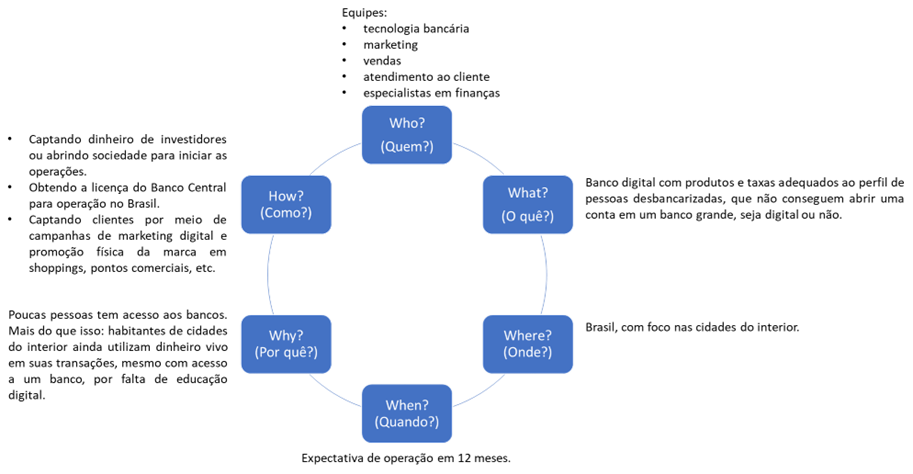 Equipes:
• tecnologia bancária
• marketing
• vendas
• atendimento ao cliente
• especialistas em finanças
Who?
(Quem?)
What?
(O quê?)
Banco digital com produtos e taxas adequados ao perfil de
pessoas desbancarizadas, que não conseguem abrir uma
conta em um banco grande, seja digital ou não.
Where?
(Onde?)
Brasil, com foco nas cidades do interior.
When?
(Quando?)
Expectativa de operação em 12 meses.
Why?
(Por quê?)
Poucas pessoas tem acesso aos bancos.
Mais do que isso: habitantes de cidades
do interior ainda utilizam dinheiro vivo
em suas transações, mesmo com acesso
a um banco, por falta de educação
digital.
How?
(Como?)
• Captando dinheiro de investidores
ou abrindo sociedade para iniciar as
operações.
• Obtendo a licença do Banco Central
para operação no Brasil.
• Captando clientes por meio de
campanhas de marketing digital e
promoção física da marca em
shoppings, pontos comerciais, etc.